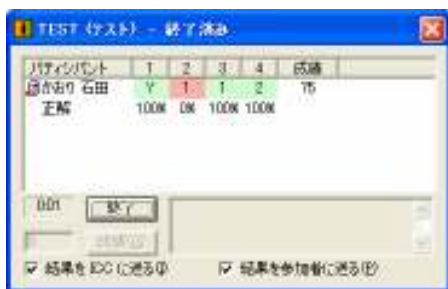 TEST (テスト) - 終了済み
パティシパント 1 2 3 4 成績
かおり 石田 Y 1 1 2 75
正解 100% 0% 100% 100%
0:01 終了
結果を ICC に送る(I) 結果を参加者に送る(P)